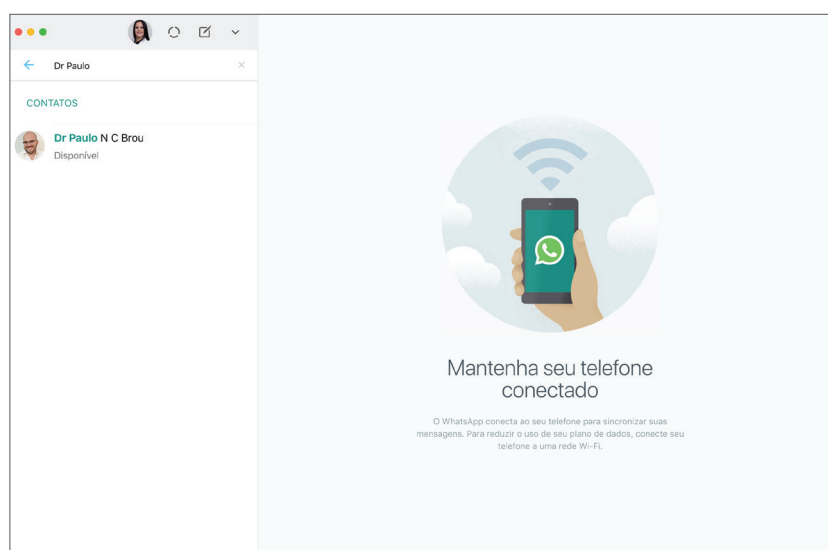 Dr Paulo
CONTATOS
Dr Paulo N C Brou
Disponível
Mantenha seu telefone
conectado
O WhatsApp conecta ao seu telefone para sincronizar suas
mensagens. Para reduzir o uso de seu plano de dados, conecte seu
telefone a uma rede Wi-Fi.